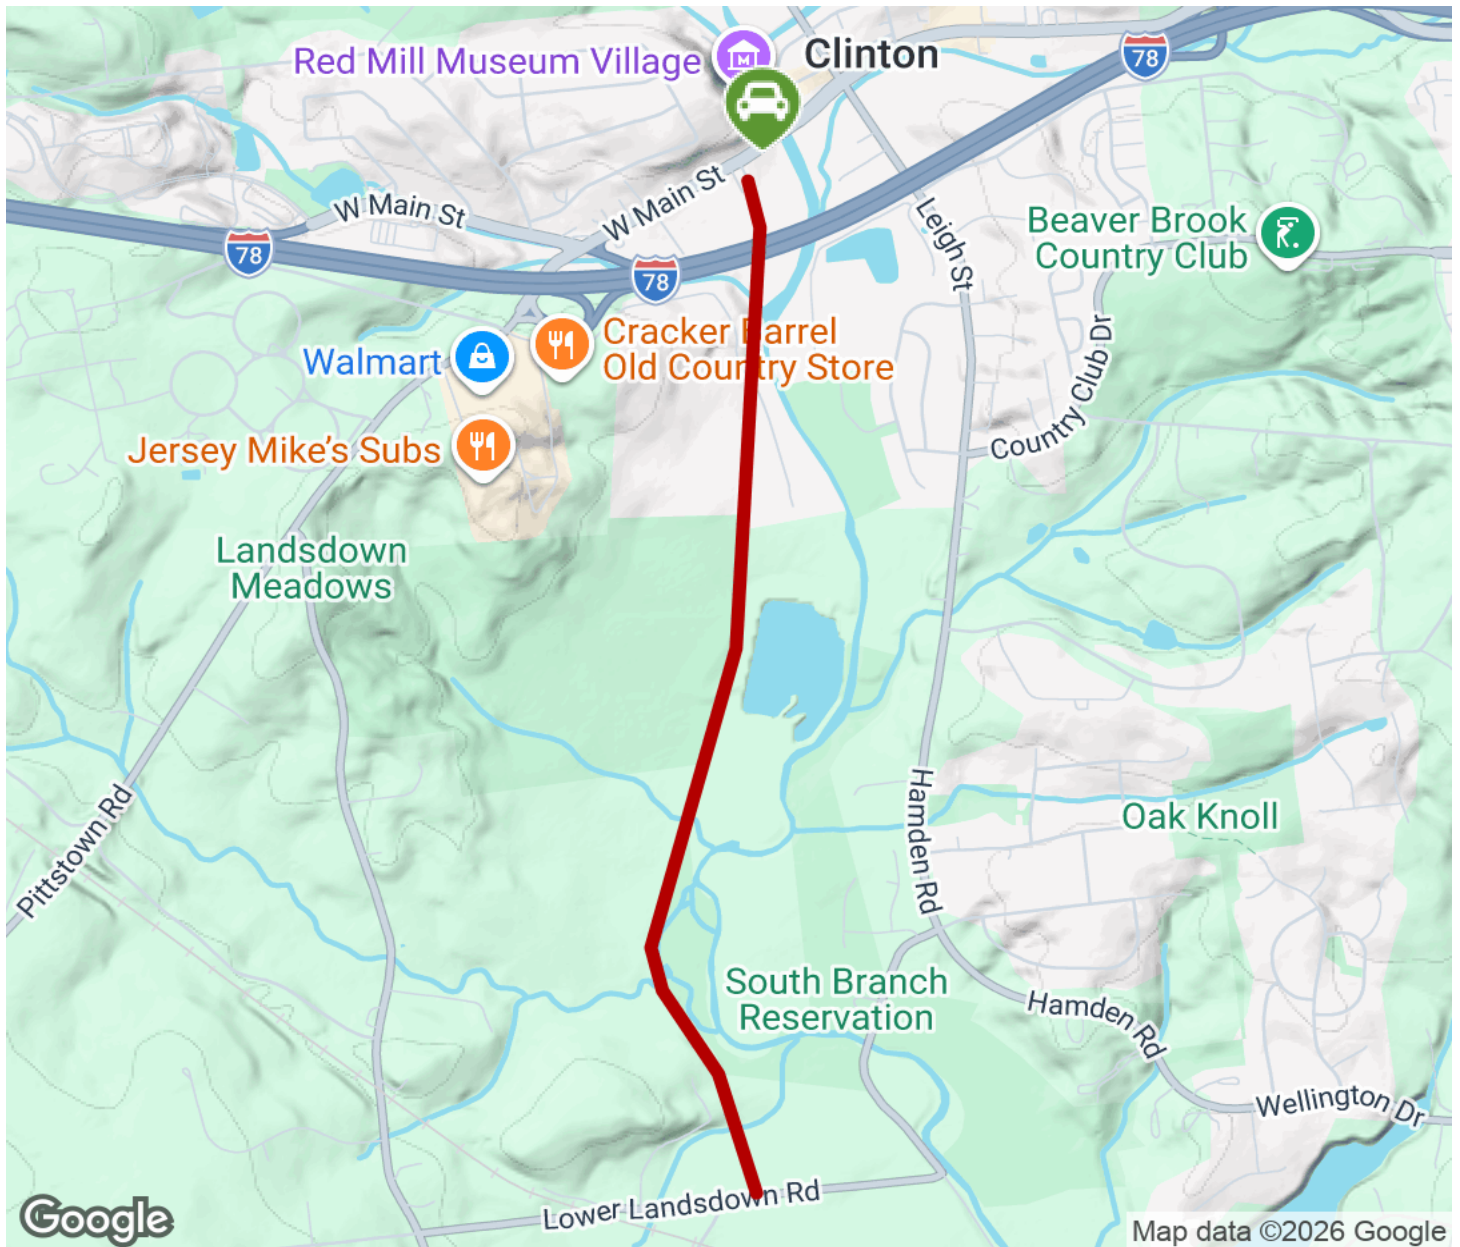 Red Mill Museum Village
M
Clinton
78
W Main St
W Main St
78
78
Leigh St
Beaver Brook
Country Club
Cracker Barrel
Old Country Store
Walmart
Country Club Dr
Jersey Mike's Subs
Landsdown
Meadows
Pittstown Rd
Hamden Rd
Oak Knoll
South Branch
Reservation
Hamden Rd
Wellington Dr
Lower Landsdown Rd
Google
Map data ©2026 Google